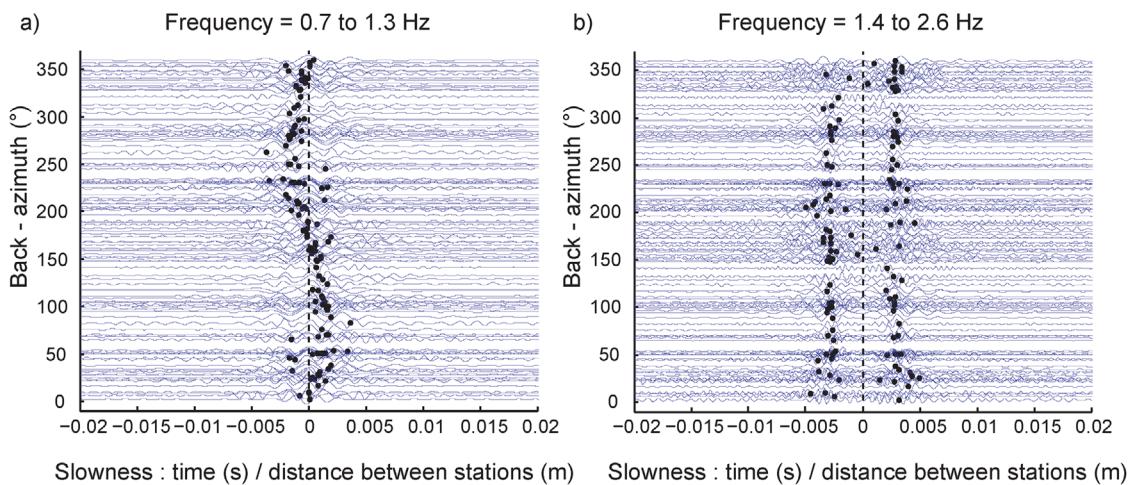 a) Frequency = 0.7 to 1.3 Hz
Back - azimuth (°)
350
300
250
200
150
100
50
0
−0.02 −0.015 −0.01 −0.005 0 0.005 0.01 0.015 0.02
Slowness : time (s) / distance between stations (m)
b) Frequency = 1.4 to 2.6 Hz
Back - azimuth (°)
350
300
250
200
150
100
50
0
−0.02 −0.015 −0.01 −0.005 0 0.005 0.01 0.015 0.02
Slowness : time (s) / distance between stations (m)